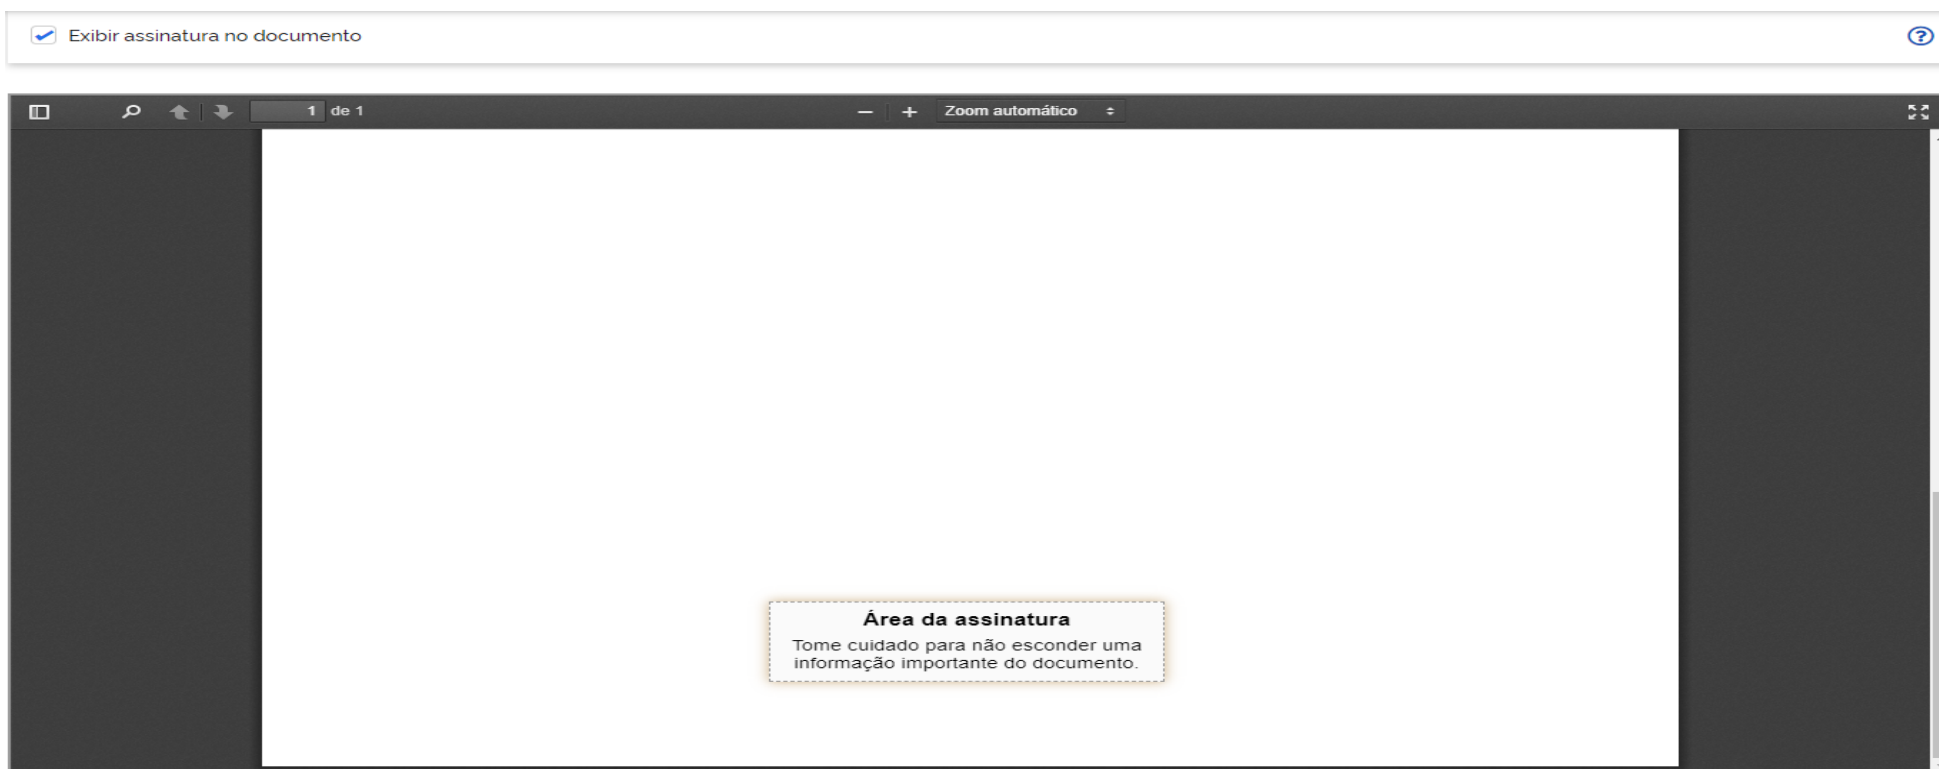 Exibir assinatura no documento
1 de 1
Zoom automático
Área da assinatura
Tome cuidado para não esconder uma
informação importante do documento.